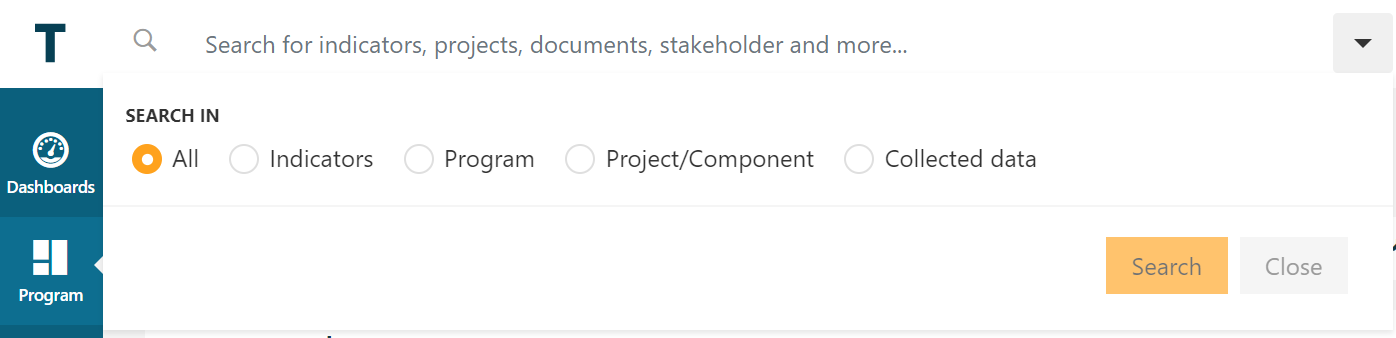 T
Search for indicators, projects, documents, stakeholder and more...
SEARCH IN
All Indicators Program Project/Component Collected data
Dashboards
Program
Search Close